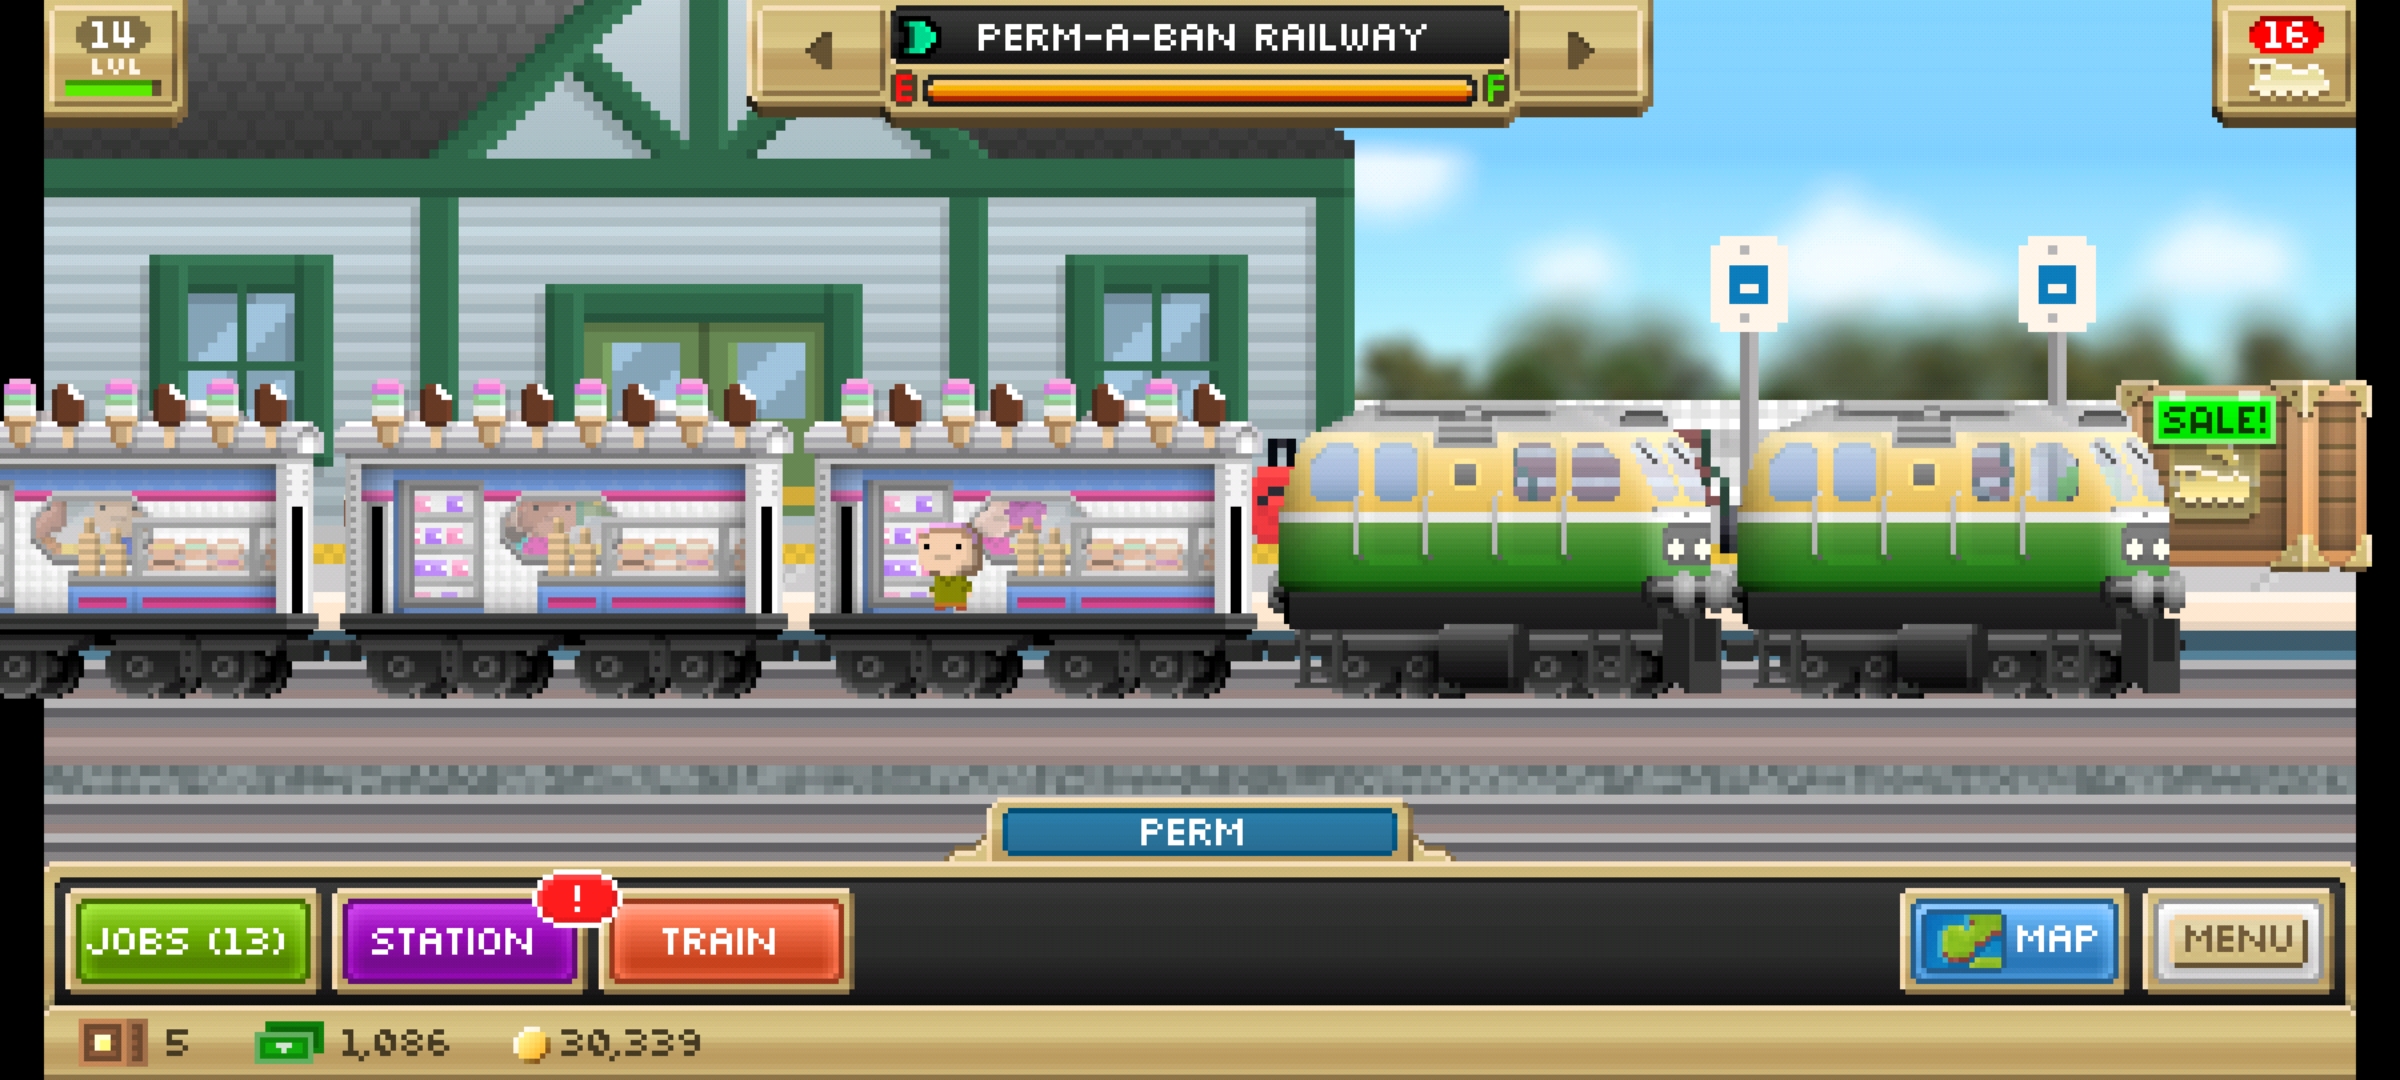 14
LVL
PERM-A-BAN RAILWAY
E
F
16
SALE!
PERM
JOBS (13)
STATION
!
TRAIN
MAP
MENU
5
1,086
30,339